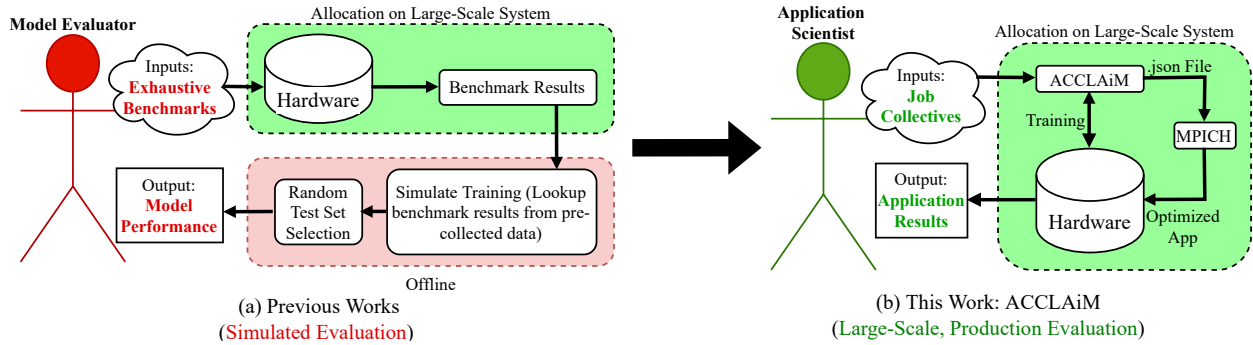 Model Evaluator
Allocation on Large-Scale System
Inputs:
Exhaustive
Benchmarks
Hardware
Benchmark Results
Output:
Model
Performance
Random
Test Set
Selection
Simulate Training (Lookup
benchmark results from pre-
collected data)
Offline
(a) Previous Works
(Simulated Evaluation)
Application
Scientist
Allocation on Large-Scale System
Inputs:
Job
Collectives
ACCLAiM
.json File
Training
MPICH
Output:
Application
Results
Hardware
Optimized
App
(b) This Work: ACCLAiM
(Large-Scale, Production Evaluation)